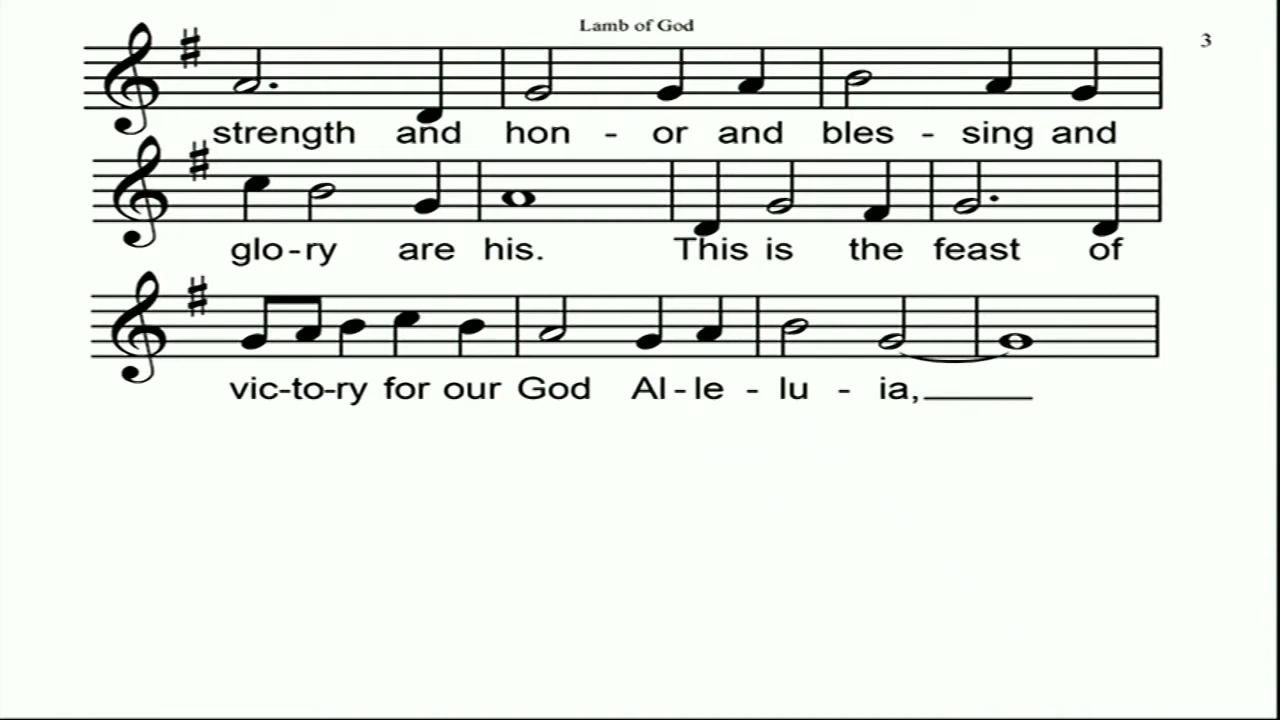 Lamb of God
3
strength and hon - or and bles - sing and
glo-ry are his. This is the feast of
vic-to-ry for our God Al-le - lu - ia,